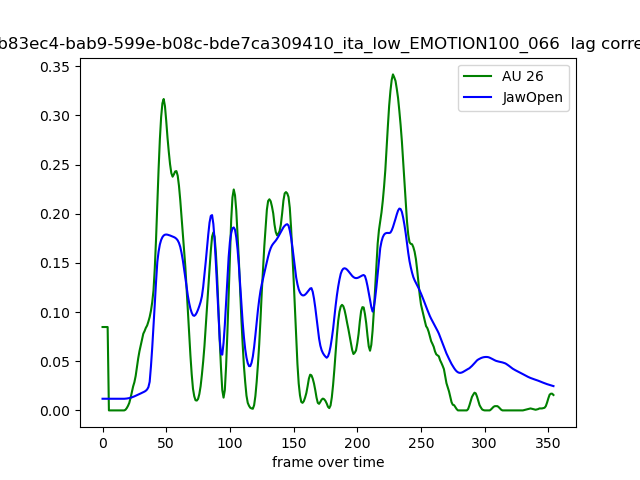 b83ec4-bab9-599e-b08c-bde7ca309410_ita_low_EMOTION100_066 lag corre
AU 26
JawOpen
0.35
0.30
0.25
0.20
0.15
0.10
0.05
0.00
0 50 100 150 200 250 300 350
frame over time